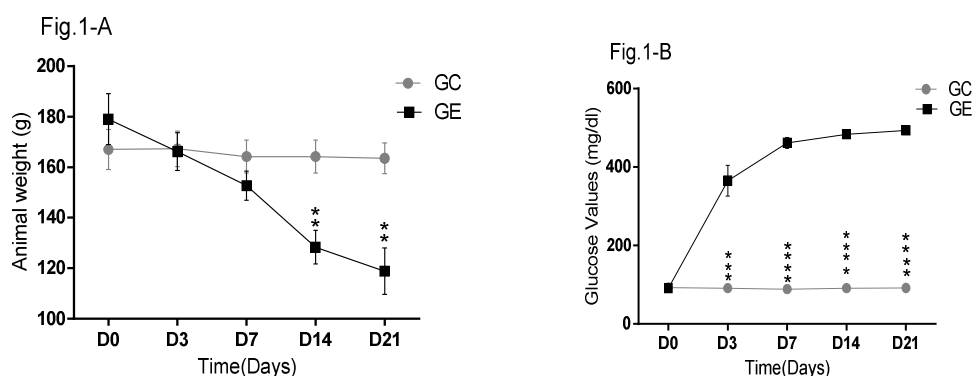 Fig.1-A
200
180
160
140
120
100
Animal weight (g)
GC
GE
**
**
D0 D3 D7 D14 D21
Time(Days)
Fig.1-B
600
400
200
0
Glucose Values (mg/dl)
GC
GE
***
****
****
****
D0 D3 D7 D14 D21
Time(Days)